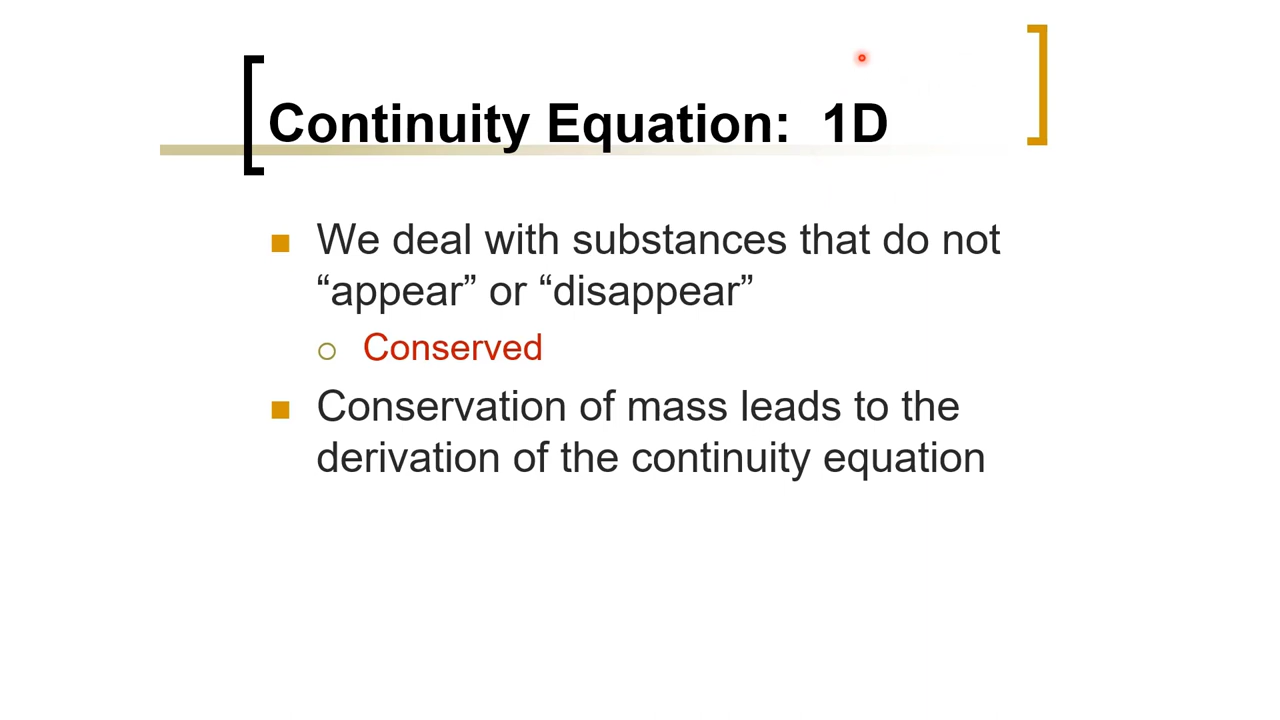 Continuity Equation: 1D
We deal with substances that do not
“appear” or “disappear”
Conserved
Conservation of mass leads to the
derivation of the continuity equation